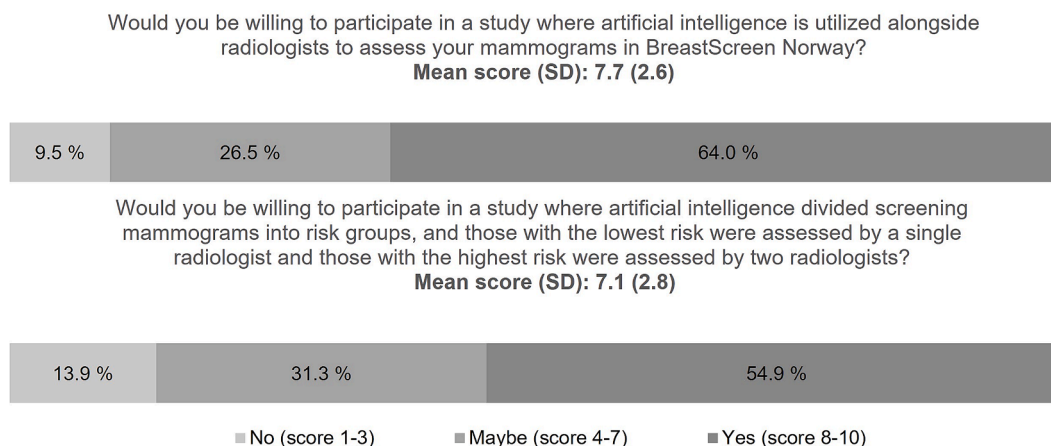 Would you be willing to participate in a study where artificial intelligence is utilized alongside
radiologists to assess your mammograms in BreastScreen Norway?
Mean score (SD): 7.7 (2.6)
9.5 % 26.5 % 64.0 %
Would you be willing to participate in a study where artificial intelligence divided screening
mammograms into risk groups, and those with the lowest risk were assessed by a single
radiologist and those with the highest risk were assessed by two radiologists?
Mean score (SD): 7.1 (2.8)
13.9 % 31.3 % 54.9 %
No (score 1-3) Maybe (score 4-7) Yes (score 8-10)